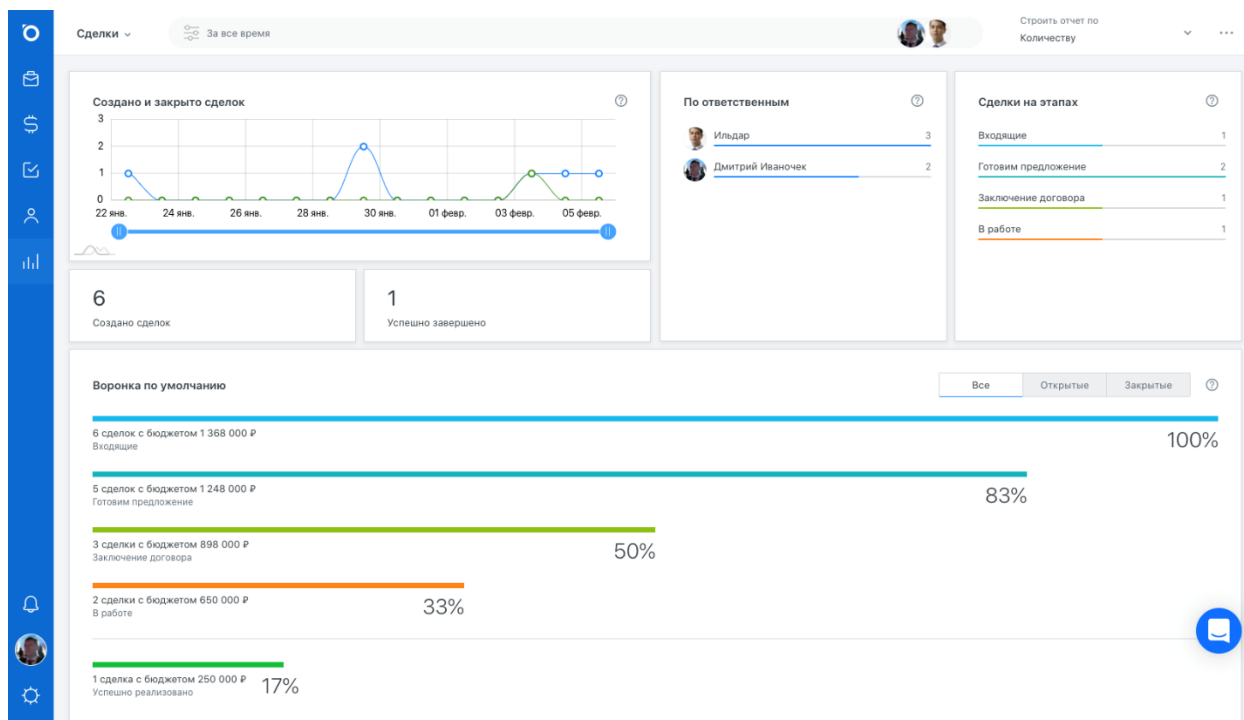 Сделки
За все время
Строить отчет по
Количеству
Создано и закрыто сделок
3
2
1
0
22 янв.
24 янв.
26 янв.
28 янв.
30 янв.
01 февр.
03 февр.
05 февр.
6
Создано сделок
1
Успешно завершено
По ответственным
Ильдар 3
Дмитрий Иваночек 2
Сделки на этапах
Входящие 1
Готовим предложение 2
Заключение договора 1
В работе 1
Воронка по умолчанию
Все
Открытые
Закрытые
6 сделок с бюджетом 1 368 000 ₽
Входящие
100%
5 сделок с бюджетом 1 248 000 ₽
Готовим предложение
83%
3 сделки с бюджетом 898 000 ₽
Заключение договора
50%
2 сделки с бюджетом 650 000 ₽
В работе
33%
1 сделка с бюджетом 250 000 ₽
Успешно реализовано
17%